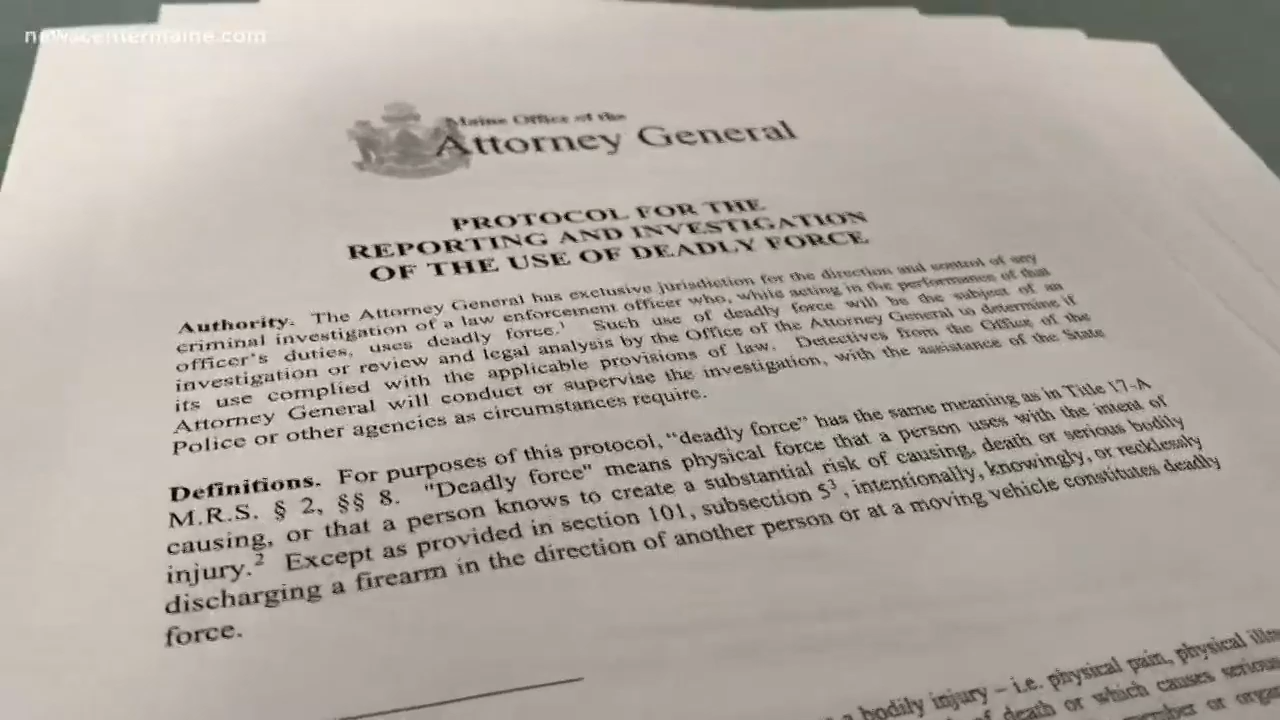 newscentermaine.com
Maine Office of the
Attorney General
PROTOCOL FOR THE
REPORTING AND INVESTIGATION
OF THE USE OF DEADLY FORCE
Authority. The Attorney General has exclusive jurisdiction for the direction and control of any
criminal investigation of a law enforcement officer who, while acting in the performance of that
officer's duties, uses deadly force.¹ Such use of deadly force will be the subject of an
investigation or review and legal analysis by the Office of the Attorney General to determine if
its use complied with the applicable provisions of law. Detectives from the Office of the
Attorney General will conduct or supervise the investigation, with the assistance of the State
Police or other agencies as circumstances require.
Definitions. For purposes of this protocol, “deadly force” has the same meaning as in Title 17-A
M.R.S. § 2, §§ 8. "Deadly force" means physical force that a person uses with the intent of
causing, or that a person knows to create a substantial risk of causing, death or serious bodily
injury.² Except as provided in section 101, subsection 5³, intentionally, knowingly, or recklessly
discharging a firearm in the direction of another person or at a moving vehicle constitutes deadly
force.
a bodily injury – i.e. physical pain, physical
of death or which causes
or